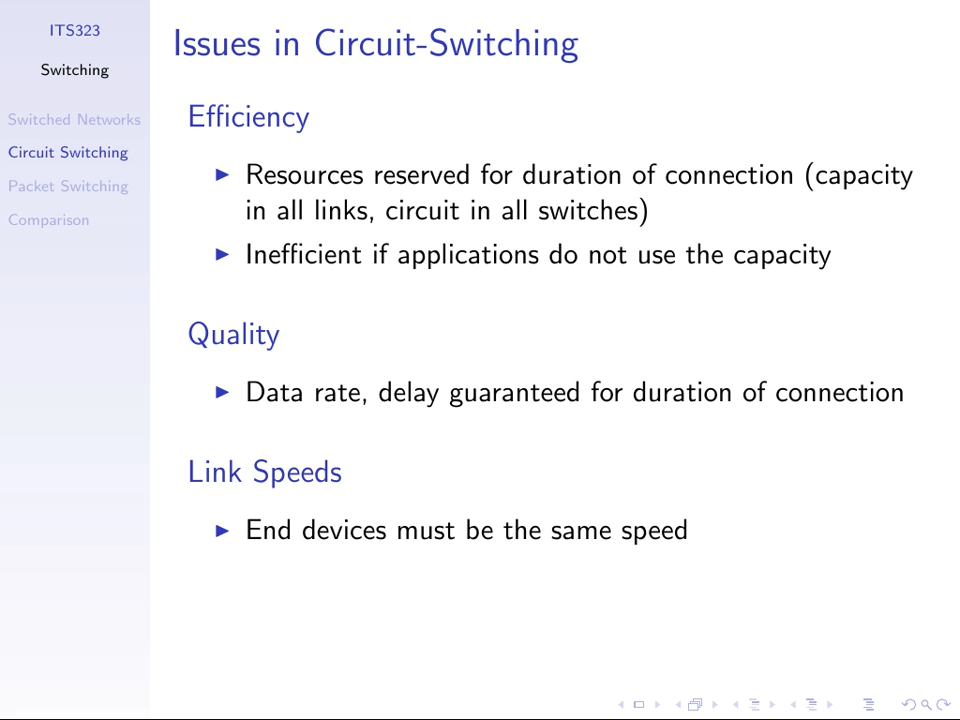 ITS323
Switching
Switched Networks
Circuit Switching
Packet Switching
Comparison
Issues in Circuit-Switching
Efficiency
Resources reserved for duration of connection (capacity
in all links, circuit in all switches)
Inefficient if applications do not use the capacity
Quality
Data rate, delay guaranteed for duration of connection
Link Speeds
End devices must be the same speed